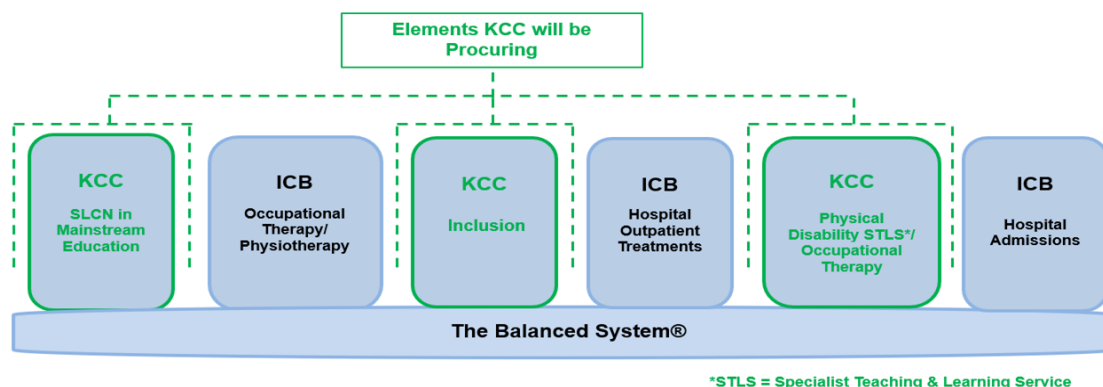 Elements KCC will be
Procuring
KCC
SLCN in
Mainstream
Education
ICB
Occupational
Therapy/
Physiotherapy
KCC
Inclusion
ICB
Hospital
Outpatient
Treatments
KCC
Physical
Disability STLS*/
Occupational
Therapy
ICB
Hospital
Admissions
The Balanced System®
*STLS = Specialist Teaching & Learning Service